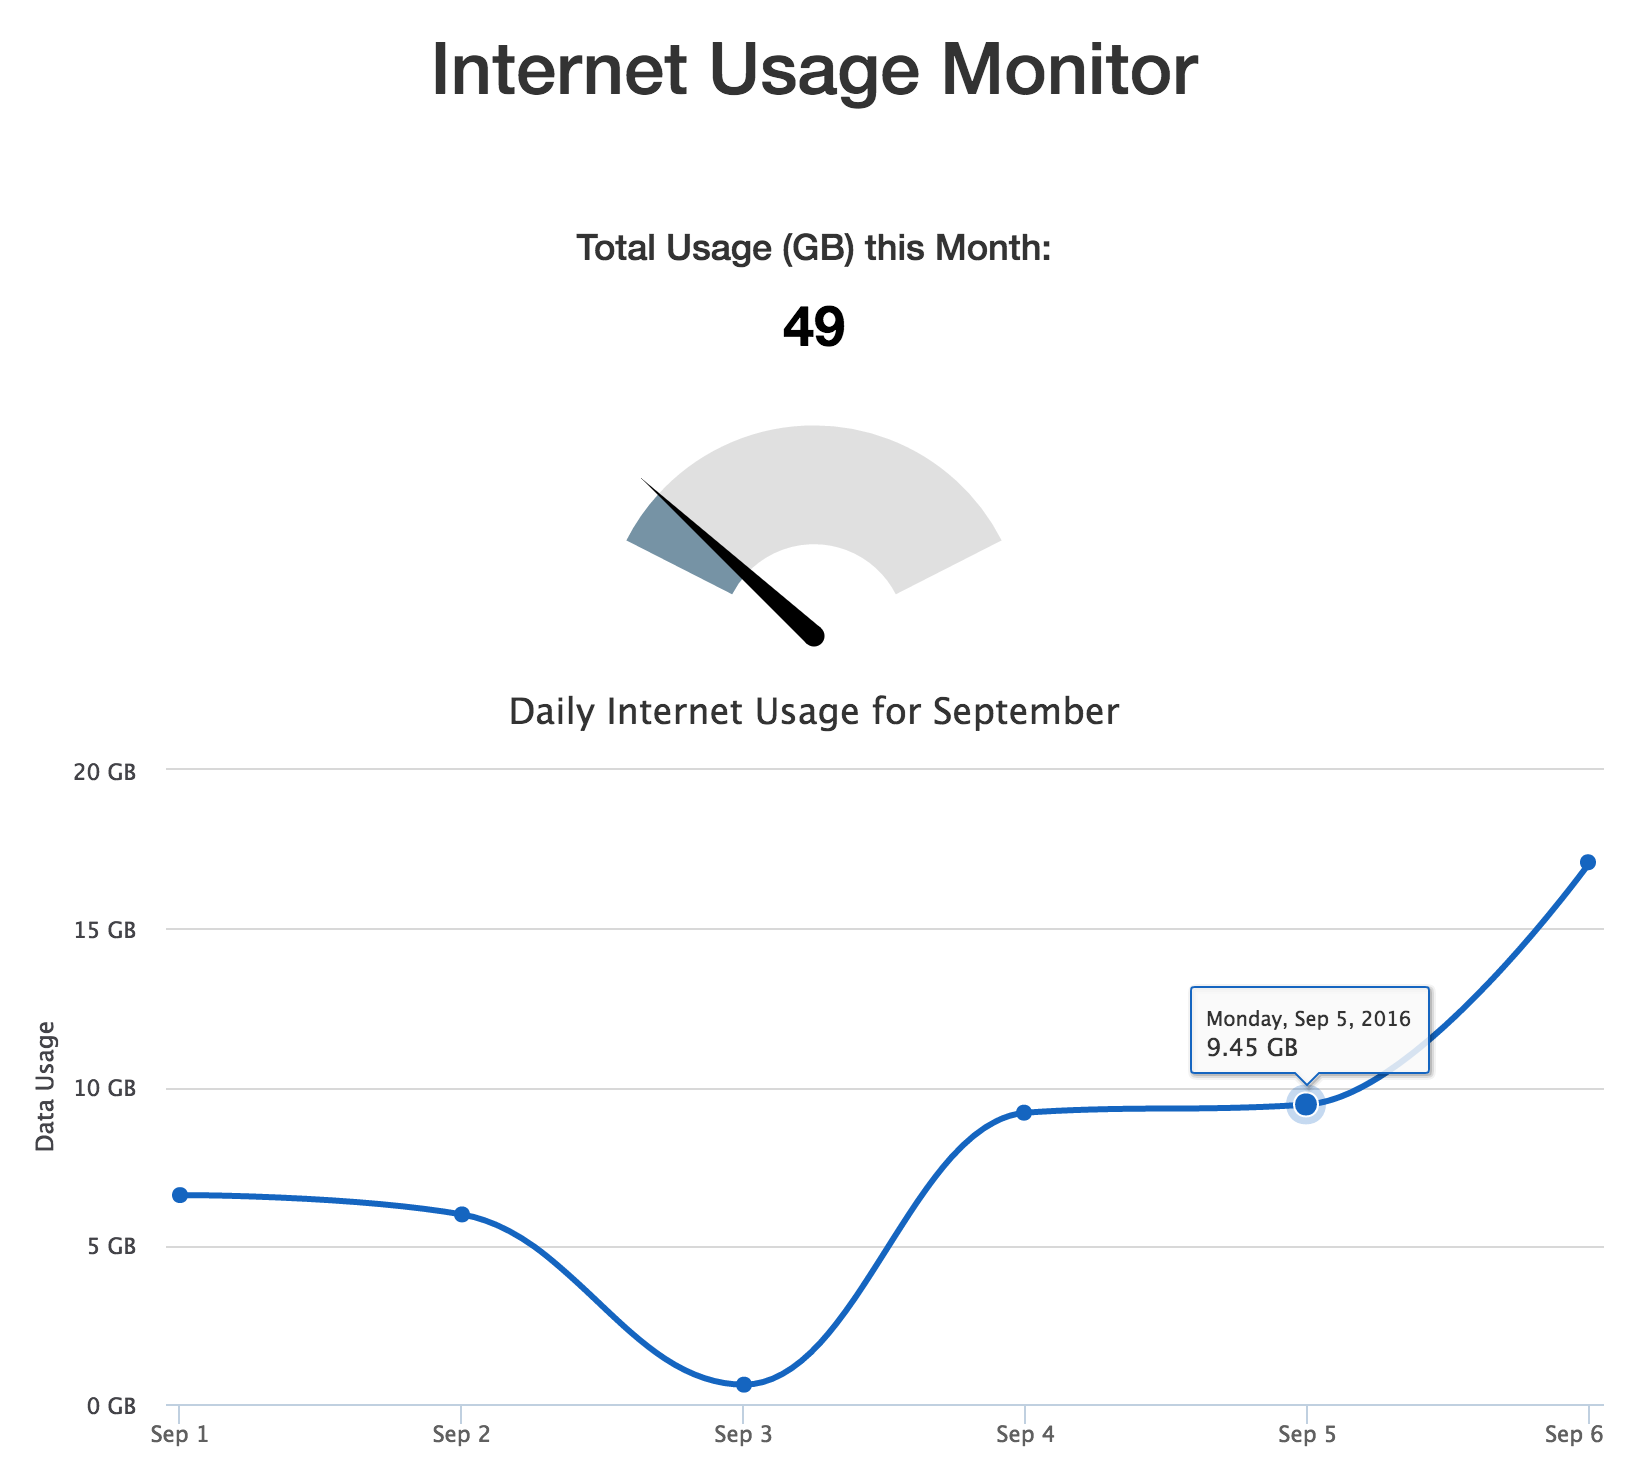 Internet Usage Monitor
Total Usage (GB) this Month:
49
Daily Internet Usage for September
20 GB
15 GB
Monday, Sep 5, 2016
9.45 GB
10 GB
Data Usage
5 GB
0 GB
Sep 1 Sep 2 Sep 3 Sep 4 Sep 5 Sep 6